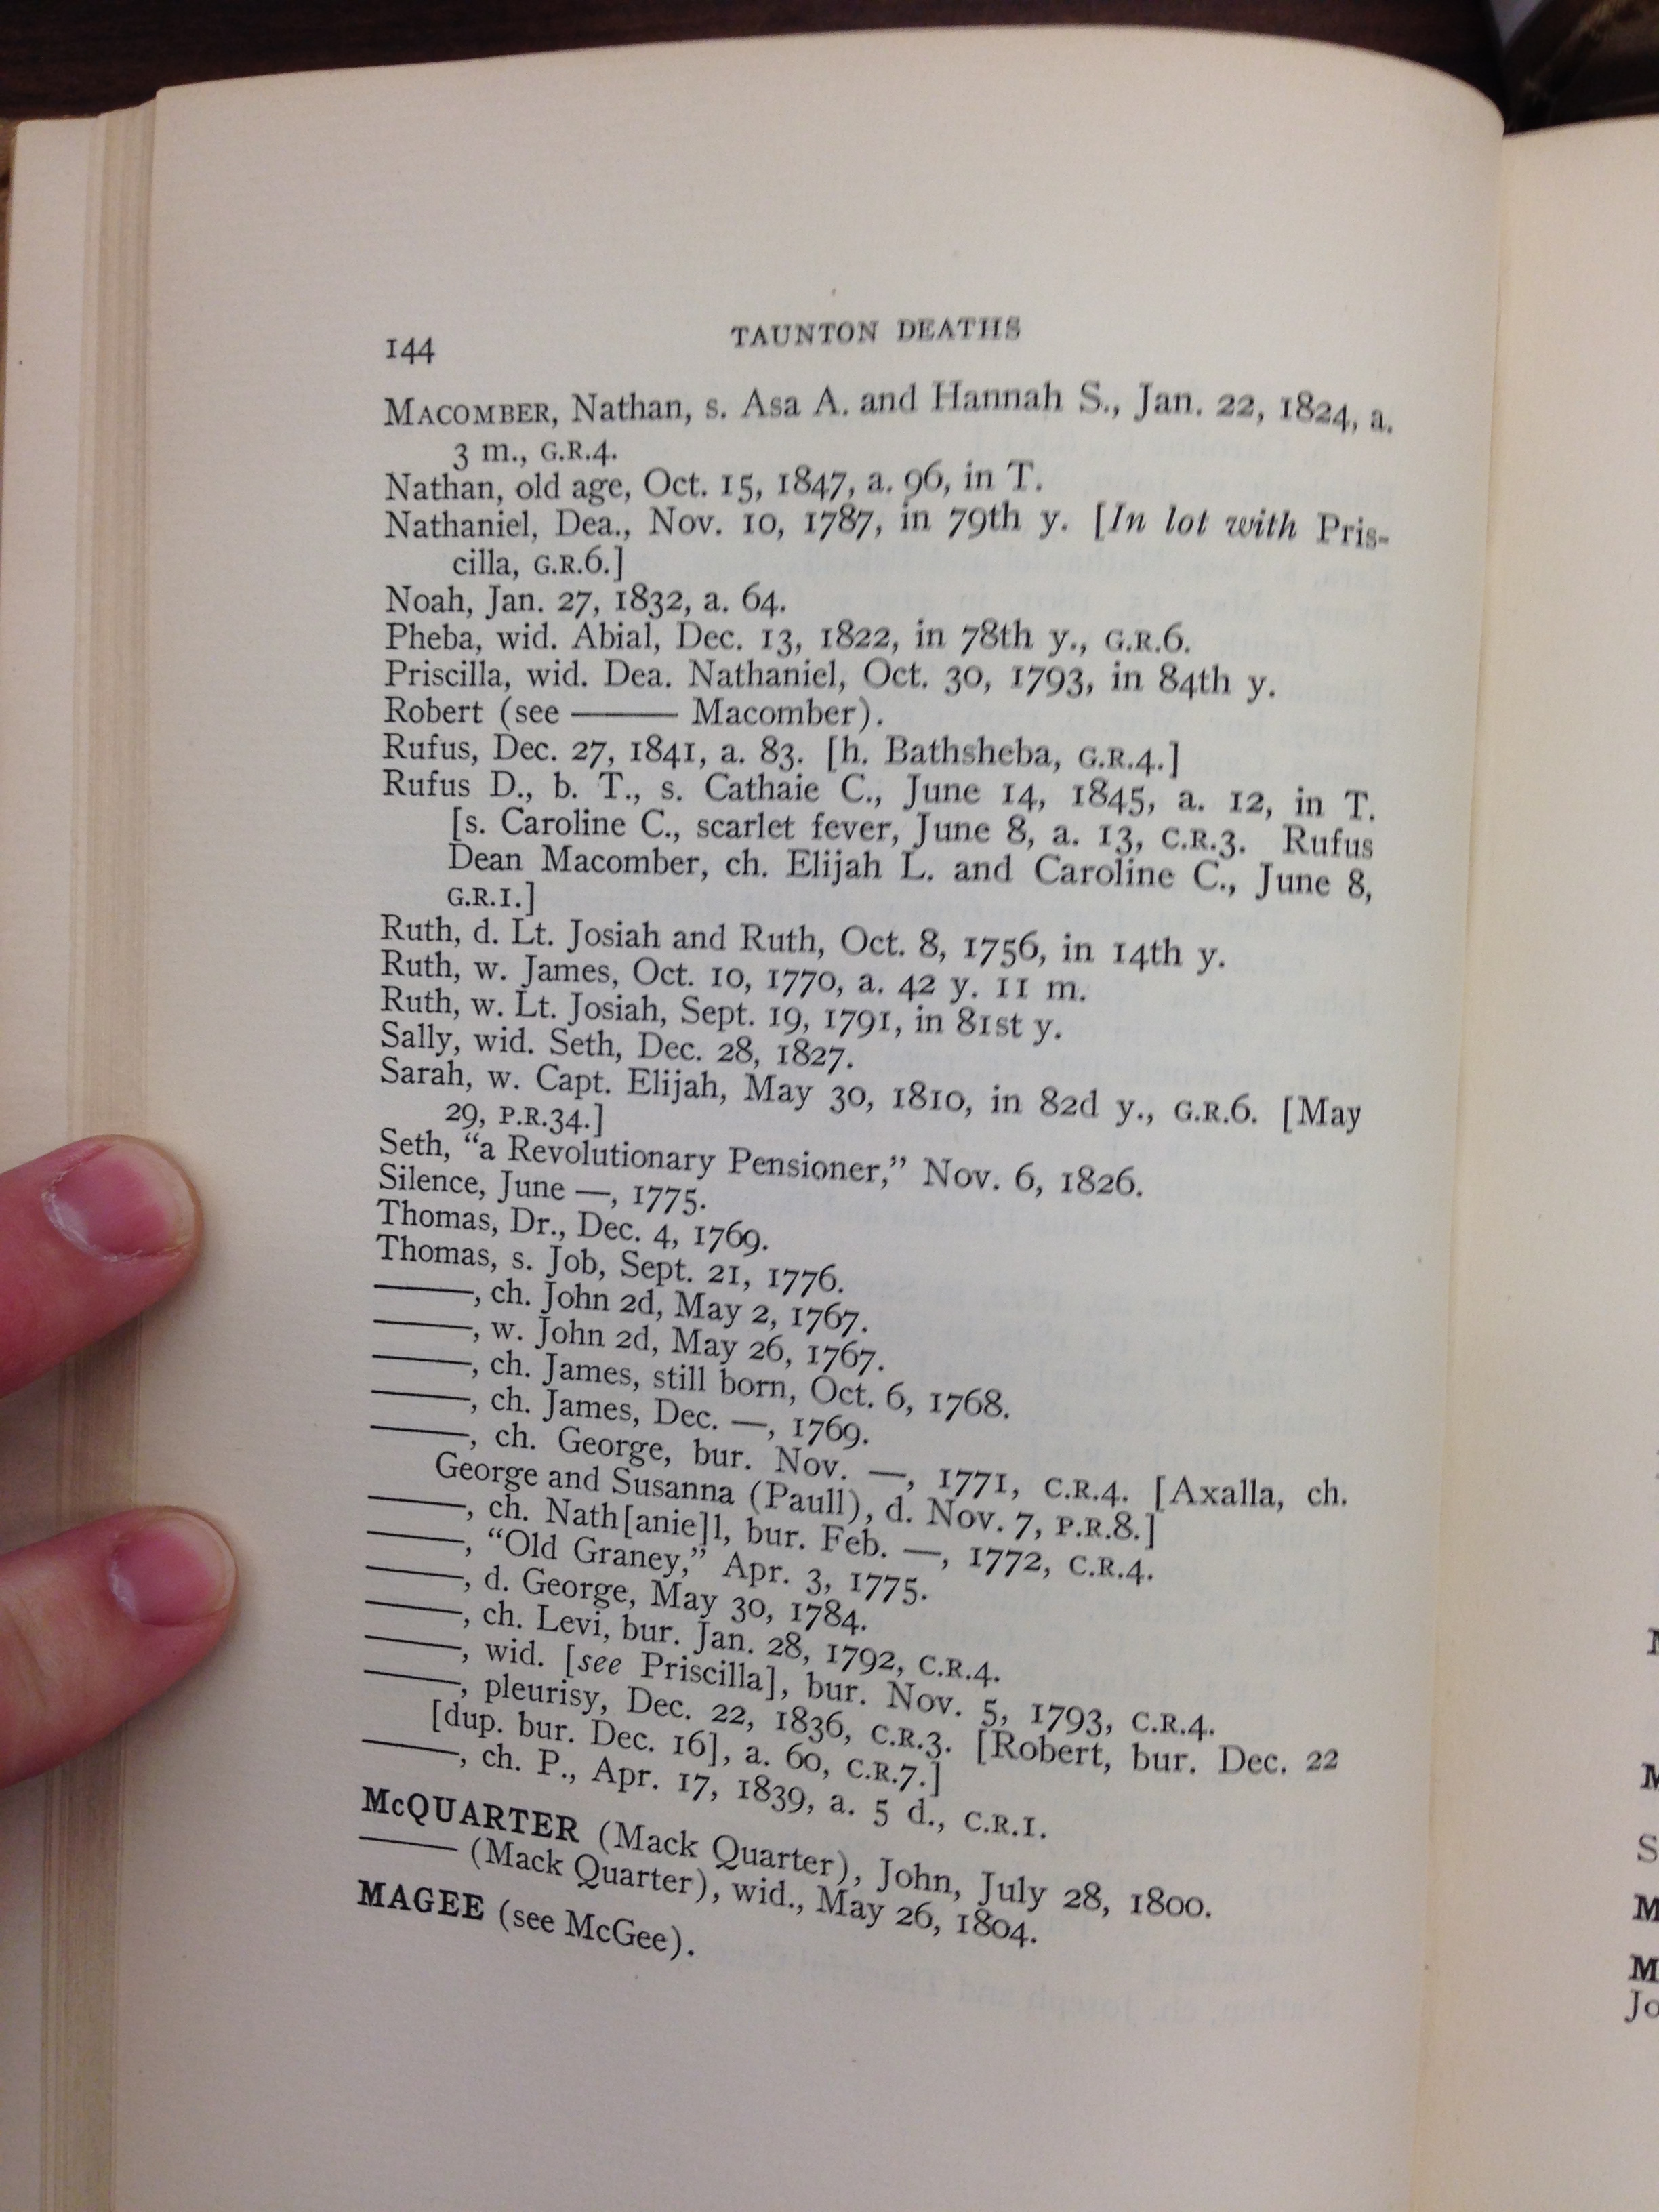 144 TAUNTON DEATHS
MACOMBER, Nathan, s. Asa A. and Hannah S., Jan. 22, 1824, a.
3 m., G.R.4.
Nathan, old age, Oct. 15, 1847, a. 96, in T.
Nathaniel, Dea., Nov. 10, 1787, in 79th y. [In lot with Pris-
cilla, G.R.6.]
Noah, Jan. 27, 1832, a. 64.
Pheba, wid. Abial, Dec. 13, 1822, in 78th y., G.R.6.
Priscilla, wid. Dea. Nathaniel, Oct. 30, 1793, in 84th y.
Robert (see ——— Macomber).
Rufus, Dec. 27, 1841, a. 83. [h. Bathsheba, G.R.4.]
Rufus D., b. T., s. Cathaie C., June 14, 1845, a. 12, in T.
[s. Caroline C., scarlet fever, June 8, a. 13, C.R.3. Rufus
Dean Macomber, ch. Elijah L. and Caroline C., June 8,
G.R.1.]
Ruth, d. Lt. Josiah and Ruth, Oct. 8, 1756, in 14th y.
Ruth, w. James, Oct. 10, 1770, a. 42 y. 11 m.
Ruth, w. Lt. Josiah, Sept. 19, 1791, in 81st y.
Sally, wid. Seth, Dec. 28, 1827.
Sarah, w. Capt. Elijah, May 30, 1810, in 82d y., G.R.6. [May
29, P.R.34.]
Seth, “a Revolutionary Pensioner,” Nov. 6, 1826.
Silence, June —, 1775.
Thomas, Dr., Dec. 4, 1769.
Thomas, s. Job, Sept. 21, 1776.
———, ch. John 2d, May 2, 1767.
———, w. John 2d, May 26, 1767.
———, ch. James, still born, Oct. 6, 1768.
———, ch. James, Dec. —, 1769.
———, ch. George, bur. Nov. —, 1771, C.R.4. [Axalla, ch.
George and Susanna (Paull), d. Nov. 7, P.R.8.]
———, ch. Nath[anie]l, bur. Feb. —, 1772, C.R.4.
———, “Old Graney,” Apr. 3, 1775.
———, d. George, May 30, 1784.
———, ch. Levi, bur. Jan. 28, 1792, C.R.4.
———, wid. [see Priscilla], bur. Nov. 5, 1793, C.R.4.
———, pleurisy, Dec. 22, 1836, C.R.3. [Robert, bur. Dec. 22
[dup. bur. Dec. 16], a. 60, C.R.7.]
———, ch. P., Apr. 17, 1839, a. 5 d., C.R.1.
McQUARTER (Mack Quarter), John, July 28, 1800.
——— (Mack Quarter), wid., May 26, 1804.
MAGEE (see McGee).